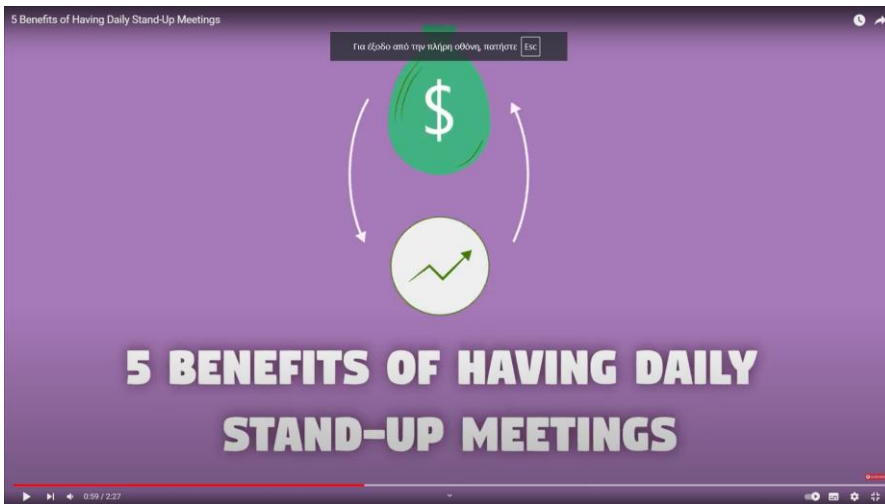 5 Benefits of Having Daily Stand-Up Meetings
Για έξοδο από την πλήρη οθόνη, πατήστε Esc
$
5 BENEFITS OF HAVING DAILY
STAND-UP MEETINGS
0:59 / 2:27